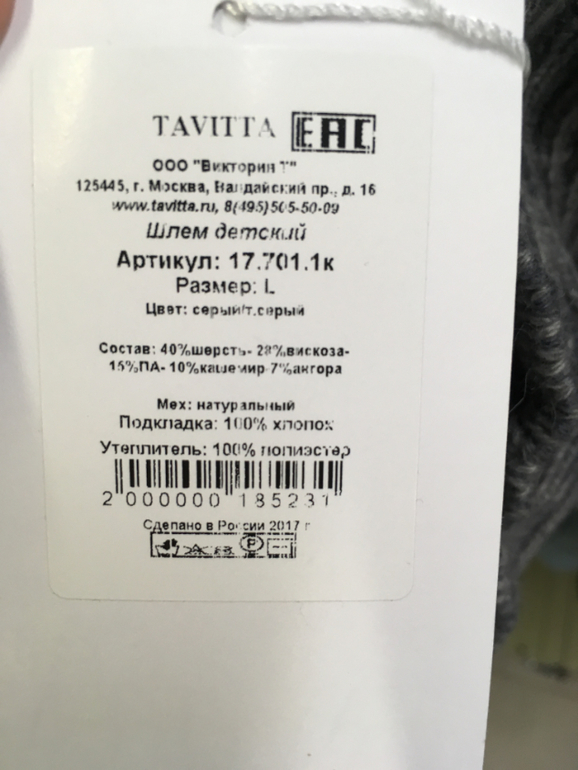 TAVITTA EAC
ООО "Викторин Т"
125445, г. Москва, Валдайский пр., д. 16
www.tavitta.ru, 8(495)505-50-09
Шлем детский
Артикул: 17.701.1к
Размер: L
Цвет: серый/т.серый
Состав: 40%шерсть- 28%вискоза-
15%ПА- 10%кашемир-7%ангора
Мех: натуральный
Подкладка: 100% хлопок
Утеплитель: 100% полиэстер
2 000000 185231
Сделано в России 2017 г
P